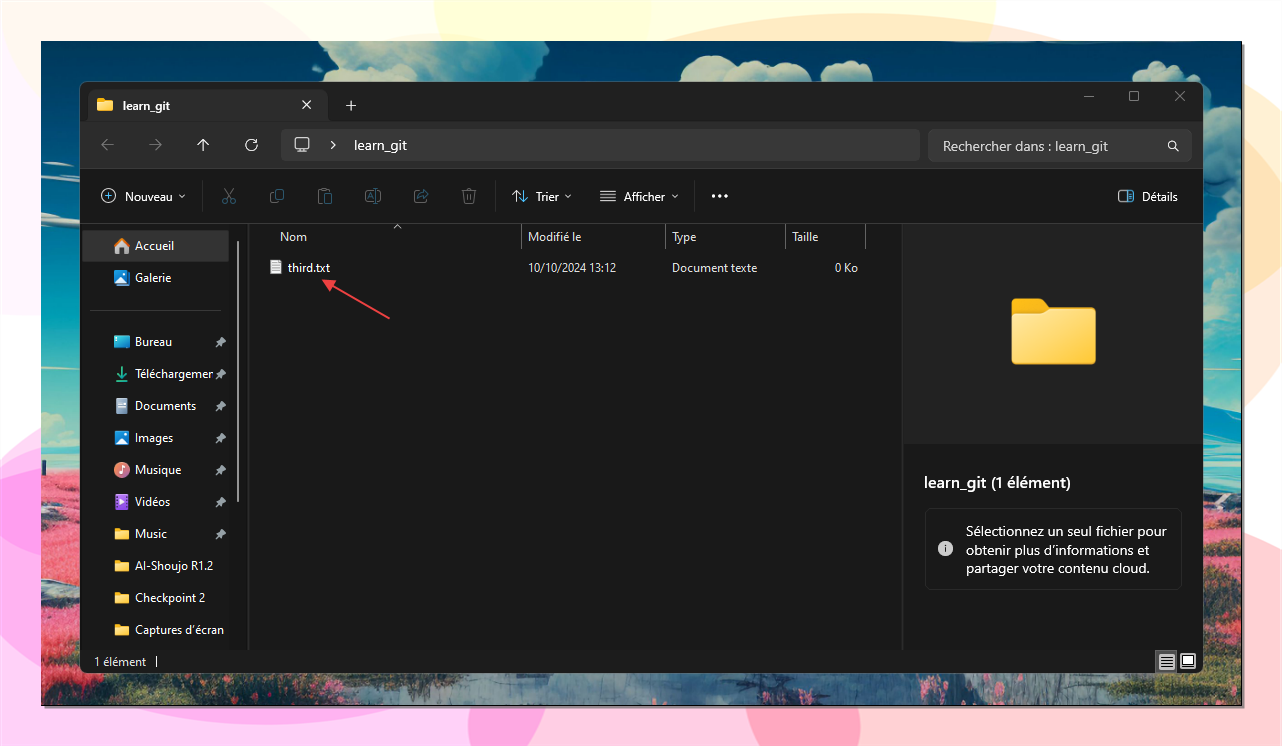 learn_git
learn_git
Rechercher dans : learn_git
Nouveau
Trier
Afficher
Détails
Accueil
Galerie
Bureau
Téléchargemen
Documents
Images
Musique
Vidéos
Music
AI-Shoujo R1.2
Checkpoint 2
Captures d'écran
Nom
Modifié le
Type
Taille
third.txt
10/10/2024 13:12
Document texte
0 Ko
learn_git (1 élément)
Sélectionnez un seul fichier pour
obtenir plus d'informations et
partager votre contenu cloud.
1 élément